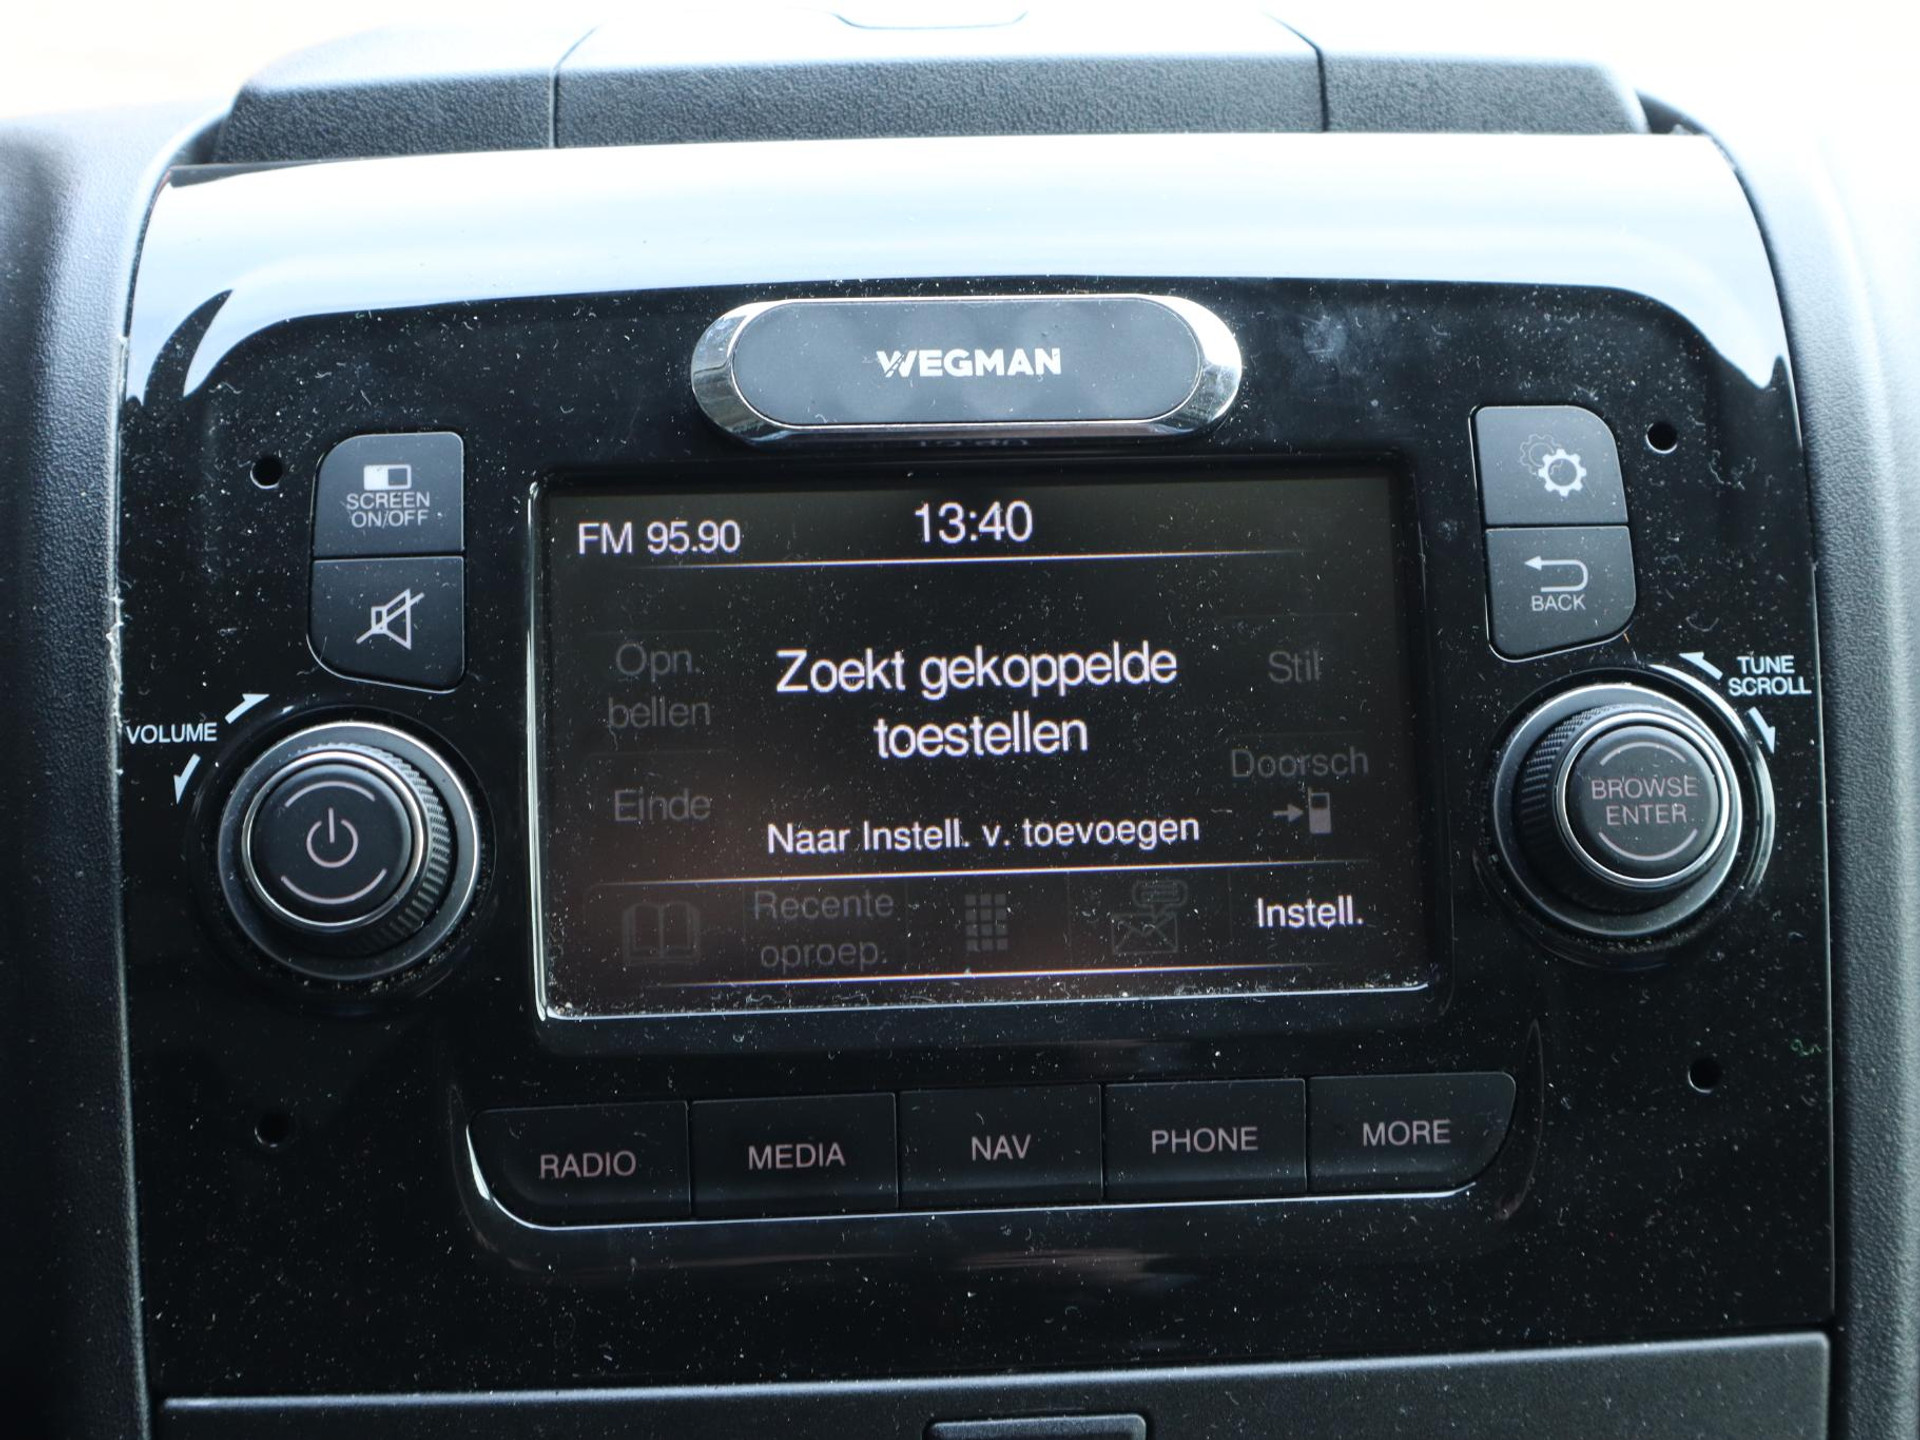 WEGMAN
SCREEN
ON/OFF
FM 95.90
13:40
BACK
VOLUME
TUNE
SCROLL
Opn.
bellen
Zoekt gekoppelde
toestellen
Stil
Einde
Doorsch
Naar Instell. v. toevoegen
BROWSE
ENTER
Recente
oproep.
Instell.
RADIO
MEDIA
NAV
PHONE
MORE